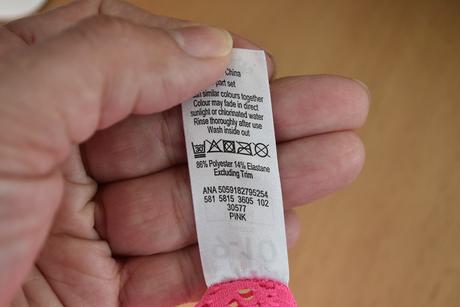 China
part set
similar colours together
Colour may fade in direct
sunlight or chlorinated water
Rinse thoroughly after use
Wash inside out
86% Polyester 14% Elastane
Excluding Trim
ANA 5059182795254
581 5815 3605 102
30577
PINK